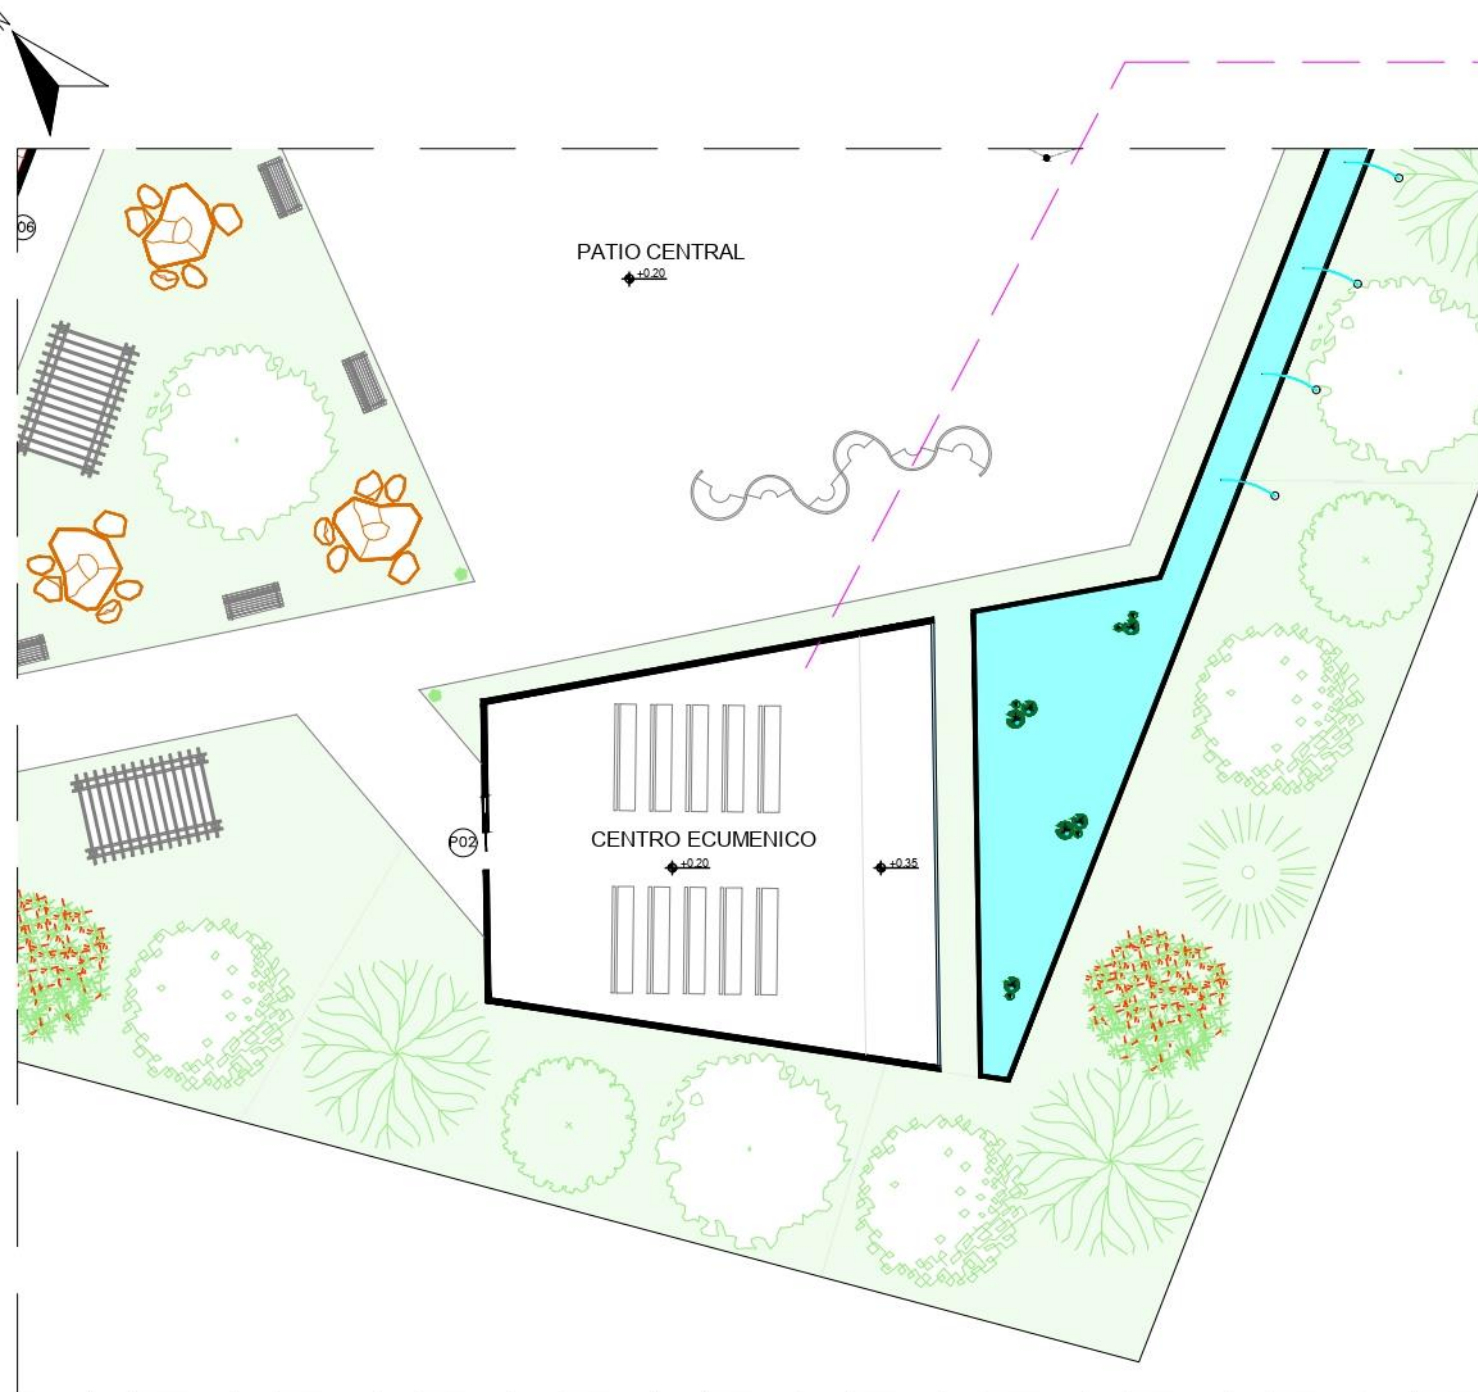 N
06
PATIO CENTRAL
+0.20
P02
CENTRO ECUMENICO
+0.20
+0.35